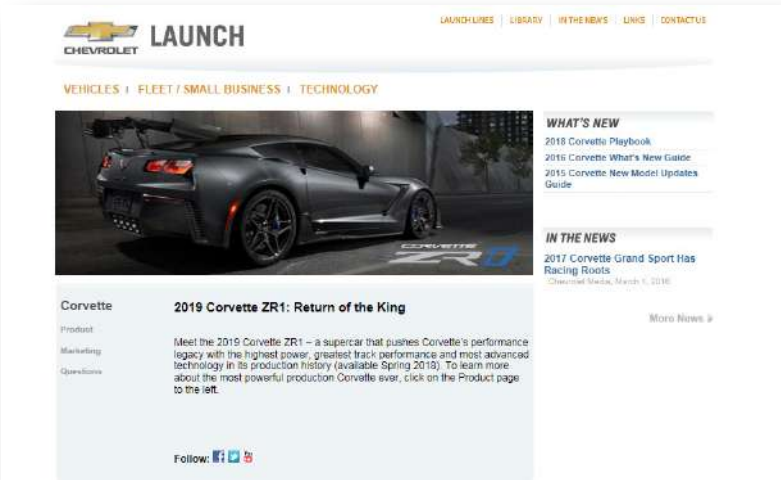 CHEVROLET
LAUNCH
LAUNCH LINES | LIBRARY | IN THE NEWS | LINKS | CONTACT US
VEHICLES | FLEET / SMALL BUSINESS | TECHNOLOGY
CORVETTE
ZR1
WHAT'S NEW
2018 Corvette Playbook
2016 Corvette What's New Guide
2015 Corvette New Model Updates
Guide
IN THE NEWS
2017 Corvette Grand Sport Has
Racing Roots
Chevrolet Media, March 1, 2016
More News »
Corvette
Product
Marketing
Questions
2019 Corvette ZR1: Return of the King
Meet the 2019 Corvette ZR1 – a supercar that pushes Corvette's performance
legacy with the highest power, greatest track performance and most advanced
technology in its production history (available Spring 2018). To learn more
about the most powerful production Corvette ever, click on the Product page
to the left.
Follow: